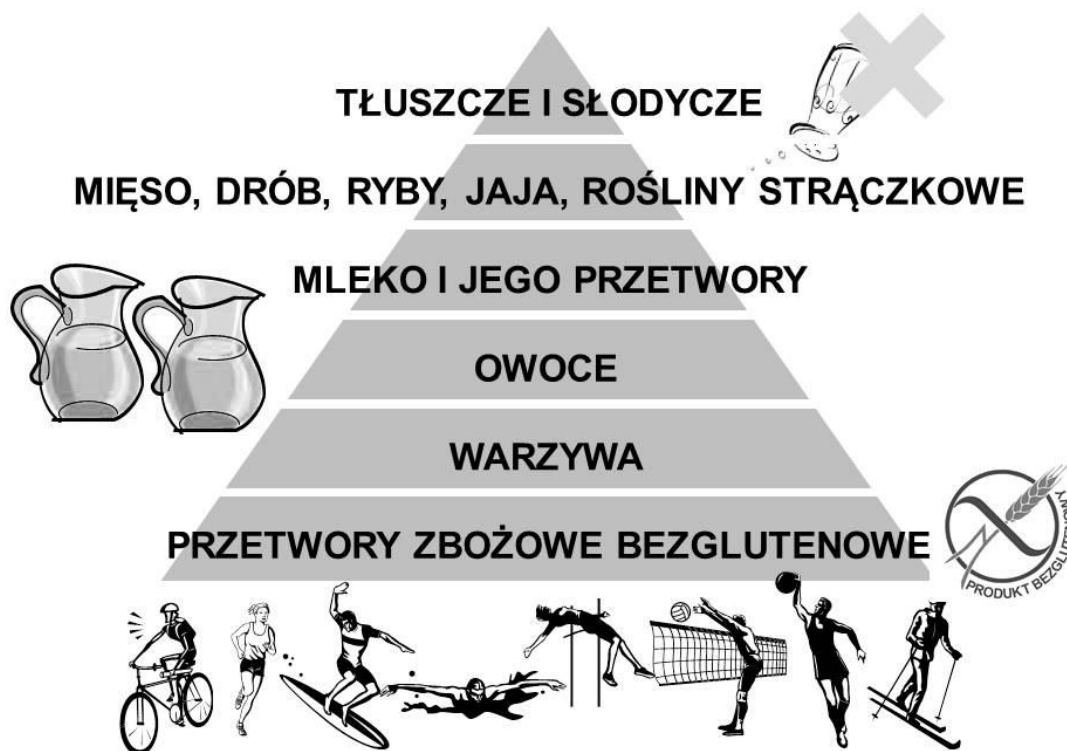 TŁUSZCZE I SŁODYCZE
MIĘSO, DRÓB, RYBY, JAJA, ROŚLINY STRĄCZKOWE
MLEKO I JEGO PRZETWORY
OWOCE
WARZYWA
PRZETWORY ZBOŻOWE BEZGLUTENOWE
PRODUKT BEZGLUTENOWY